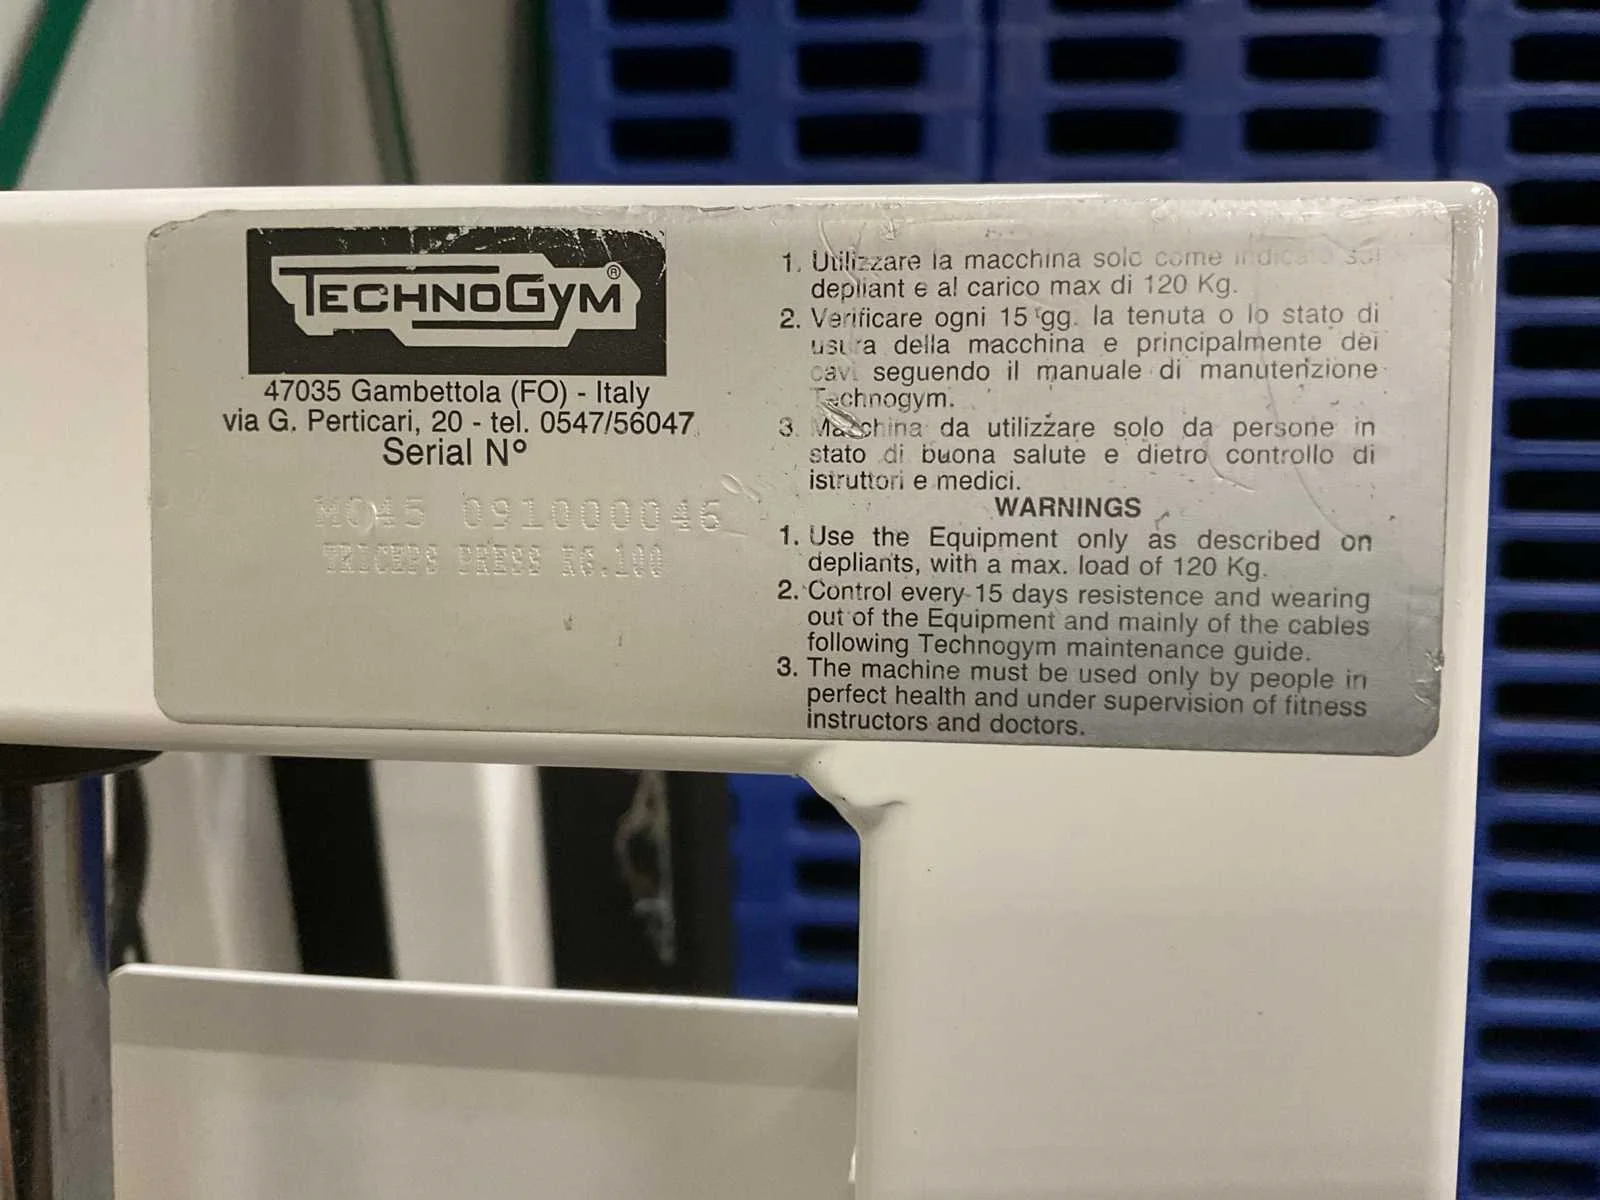 TECHNOGYM®
47035 Gambettola (FO) - Italy
via G. Perticari, 20 - tel. 0547/56047
Serial N°
M045 091000046
TRICEPS PRESS KG.100
1. Utilizzare la macchina solo come indicato sul
depliant e al carico max di 120 Kg.
2. Verificare ogni 15 gg. la tenuta o lo stato di
usura della macchina e principalmente dei
cavi seguendo il manuale di manutenzione
Technogym.
3. Macchina da utilizzare solo da persone in
stato di buona salute e dietro controllo di
istruttori e medici.
WARNINGS
1. Use the Equipment only as described on
depliants, with a max. load of 120 Kg.
2. Control every 15 days resistence and wearing
out of the Equipment and mainly of the cables
following Technogym maintenance guide.
3. The machine must be used only by people in
perfect health and under supervision of fitness
instructors and doctors.